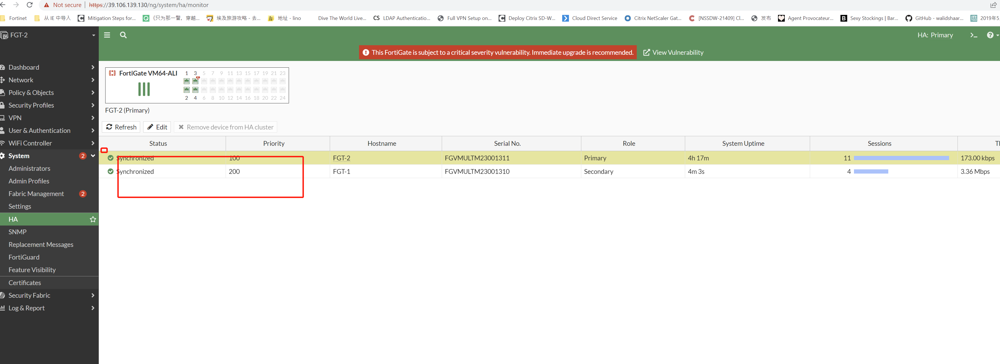 Not secure | https://39.106.139.130/ng/system/ha/monitor
Fortinet 从 IE 中导入 Mitigation Steps for... 《只为那一瞥，穿越... 埃及旅游攻略 - 去... 地址 - lino Dive The World Live... CS LDAP Authenticatio... Full VPN Setup on... Deploy Citrix SD-W... Cloud Direct Service Citrix NetScaler Gat... [NSSDW-21409] Cl... 发布 Agent Provocateur... B Sexy Stockings | Bar... GitHub - walidshaar... 2019年5
FGT-2
HA: Primary
This FortiGate is subject to a critical severity vulnerability. Immediate upgrade is recommended. View Vulnerability
Dashboard
Network
Policy & Objects
Security Profiles
VPN
User & Authentication
WiFi Controller
System 2
Administrators
Admin Profiles
Fabric Management 2
Settings
HA
SNMP
Replacement Messages
FortiGuard
Feature Visibility
Certificates
Security Fabric
Log & Report
FortiGate VM64-ALI
1 3 5 7 9 11 13 15 17 19 21 23
2 4 6 8 10 12 14 16 18 20 22 24
FGT-2 (Primary)
Refresh Edit Remove device from HA cluster
Status Priority Hostname Serial No. Role System Uptime Sessions
Synchronized 100 FGT-2 FGVMULTM23001311 Primary 4h 17m 11 173.00 kbps
Synchronized 200 FGT-1 FGVMULTM23001310 Secondary 4m 3s 4 3.36 Mbps